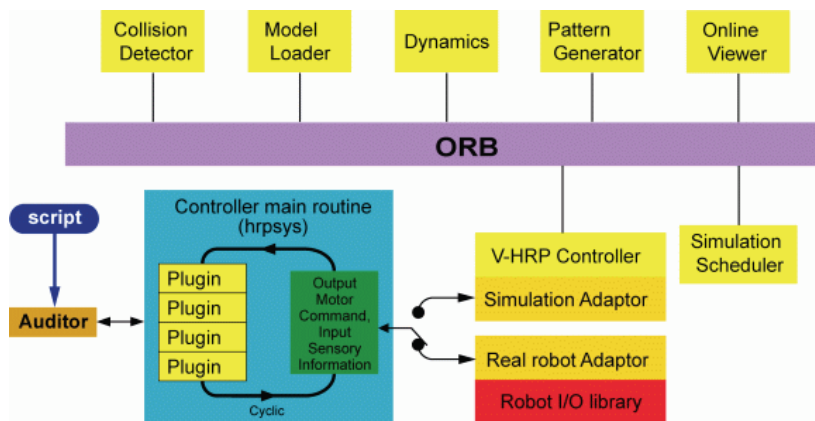 Collision
Detector
Model
Loader
Dynamics
Pattern
Generator
Online
Viewer
ORB
script
Controller main routine
(hrpsys)
Plugin
Plugin
Plugin
Plugin
Output
Motor
Command,
Input
Sensory
Information
Cyclic
Auditor
V-HRP Controller
Simulation Adaptor
Real robot Adaptor
Robot I/O library
Simulation
Scheduler